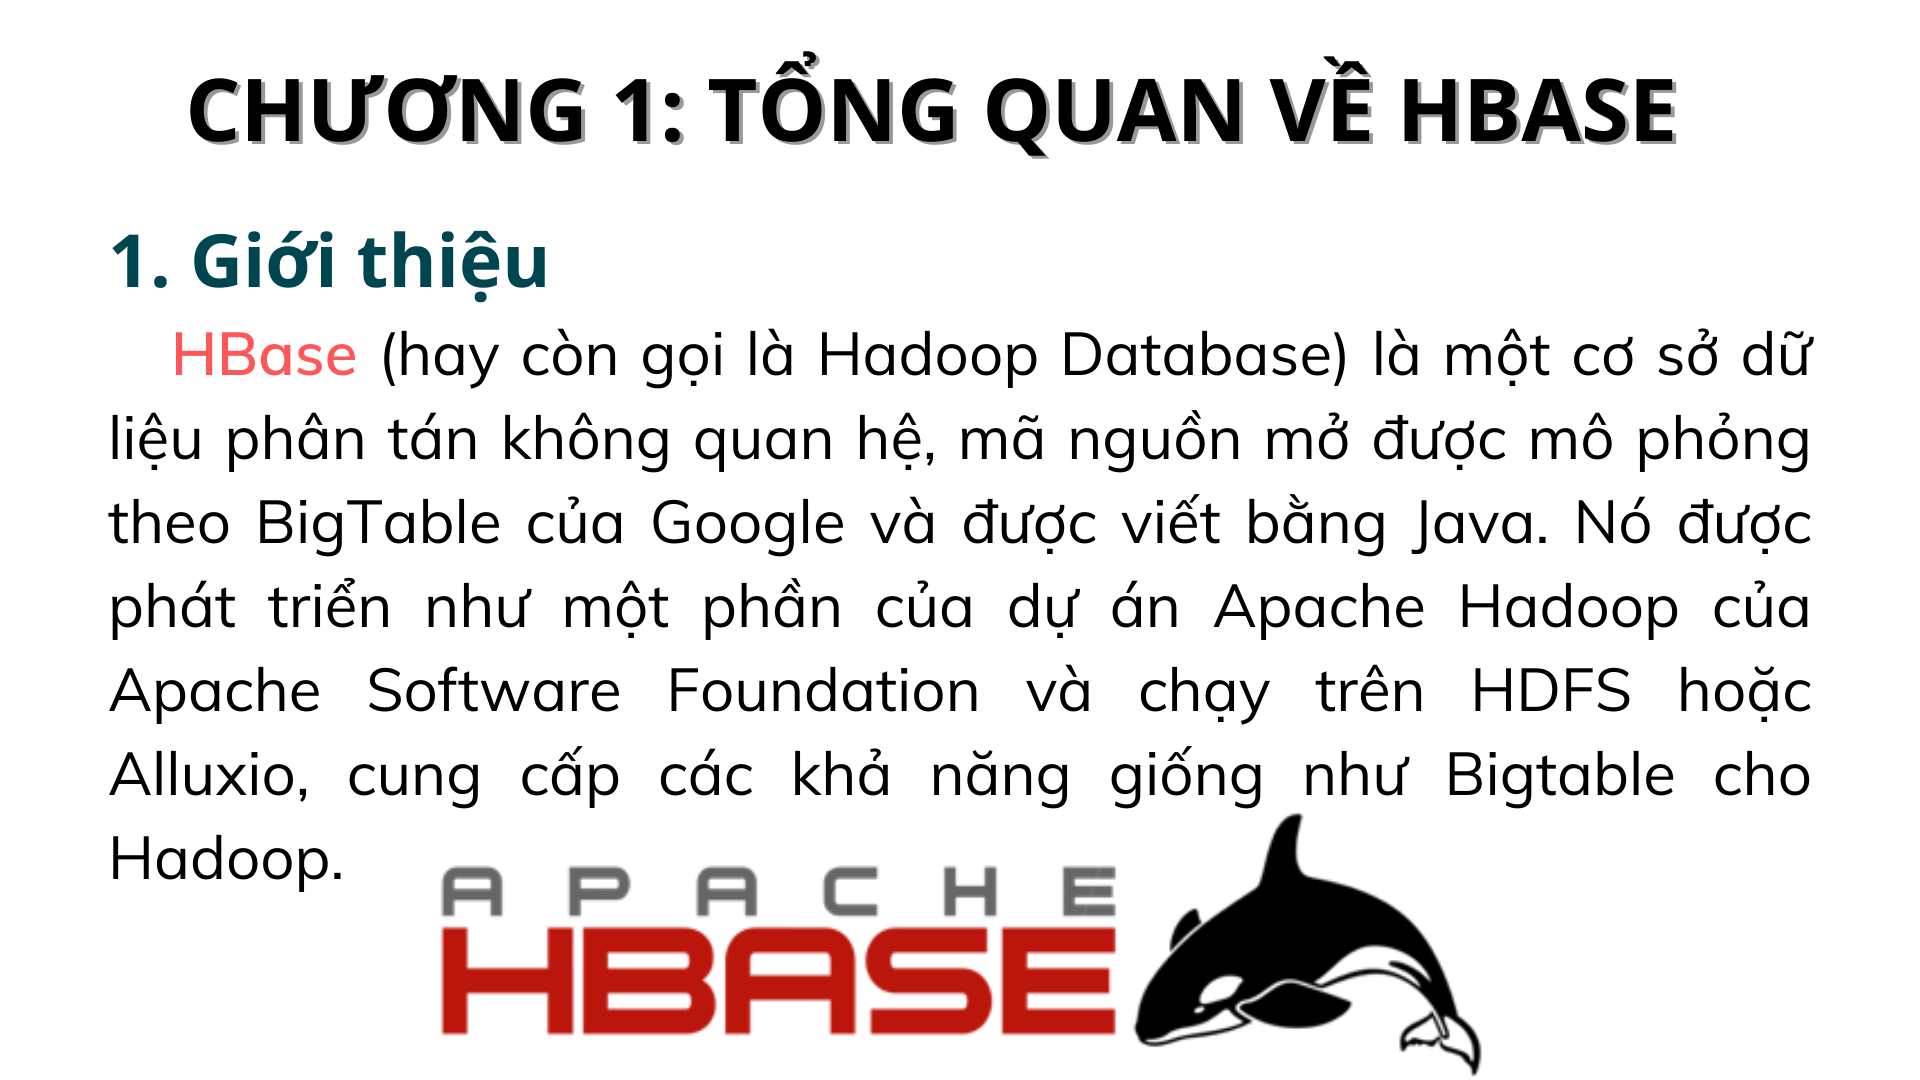 CHƯƠNG 1: TỔNG QUAN VỀ HBASE
1. Giới thiệu
HBase (hay còn gọi là Hadoop Database) là một cơ sở dữ
liệu phân tán không quan hệ, mã nguồn mở được mô phỏng
theo BigTable của Google và được viết bằng Java. Nó được
phát triển như một phần của dự án Apache Hadoop của
Apache Software Foundation và chạy trên HDFS hoặc
Alluxio, cung cấp các khả năng giống như Bigtable cho
Hadoop.
APACHE
HBASE